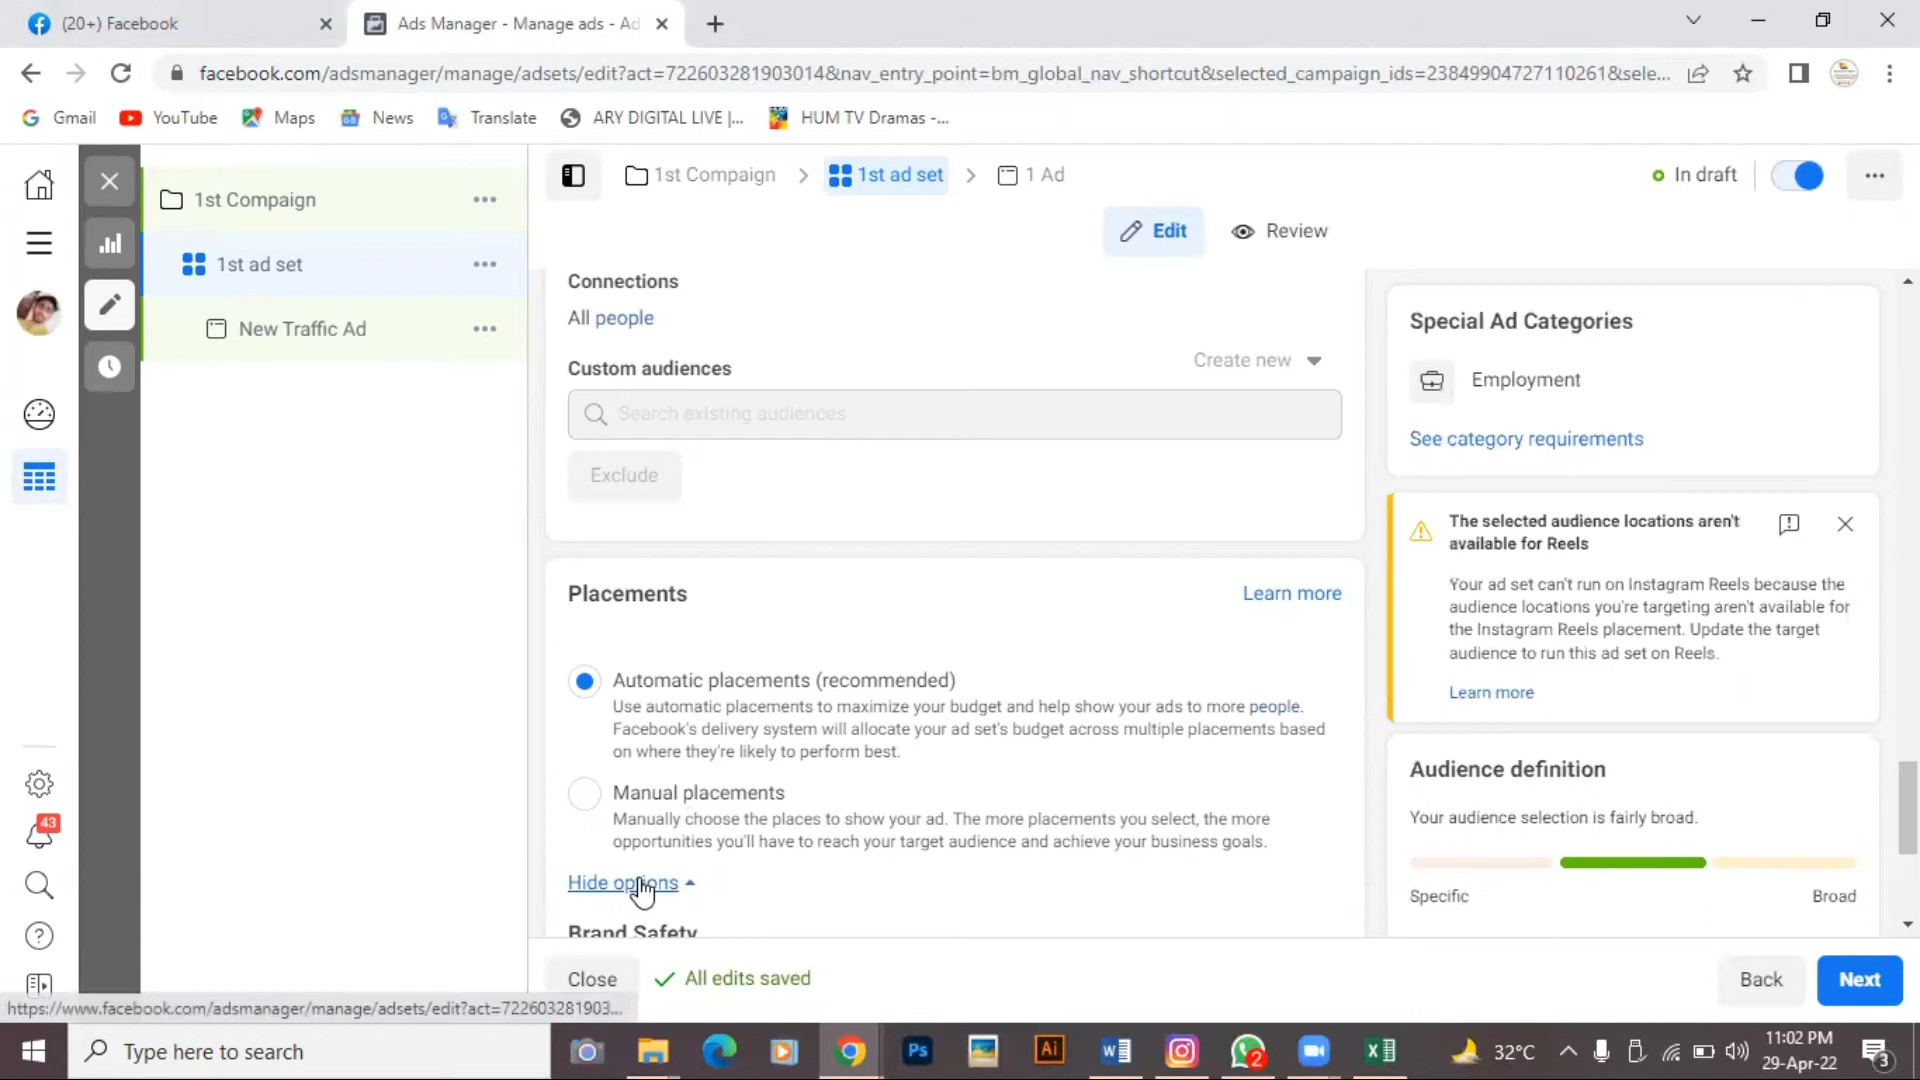 (20+) Facebook
Ads Manager - Manage ads - Ad
facebook.com/adsmanager/manage/adsets/edit?act=722603281903014&nav_entry_point=bm_global_nav_shortcut&selected_campaign_ids=23849904727110261&sele...
Gmail
YouTube
Maps
News
Translate
ARY DIGITAL LIVE |...
HUM TV Dramas -...
1st Compaign
1st ad set
New Traffic Ad
1st Compaign
1st ad set
1 Ad
In draft
Edit
Review
Connections
All people
Custom audiences
Create new
Search existing audiences
Exclude
Placements
Learn more
Automatic placements (recommended)
Use automatic placements to maximize your budget and help show your ads to more people.
Facebook's delivery system will allocate your ad set's budget across multiple placements based
on where they're likely to perform best.
Manual placements
Manually choose the places to show your ad. The more placements you select, the more
opportunities you'll have to reach your target audience and achieve your business goals.
Hide options
Brand Safety
Special Ad Categories
Employment
See category requirements
The selected audience locations aren't
available for Reels
Your ad set can't run on Instagram Reels because the
audience locations you're targeting aren't available for
the Instagram Reels placement. Update the target
audience to run this ad set on Reels.
Learn more
Audience definition
Your audience selection is fairly broad.
Specific
Broad
43
Close
All edits saved
Back
Next
https://www.facebook.com/adsmanager/manage/adsets/edit?act=722603281903...
Type here to search
Ps
Ai
2
32°C
11:02 PM
29-Apr-22
3